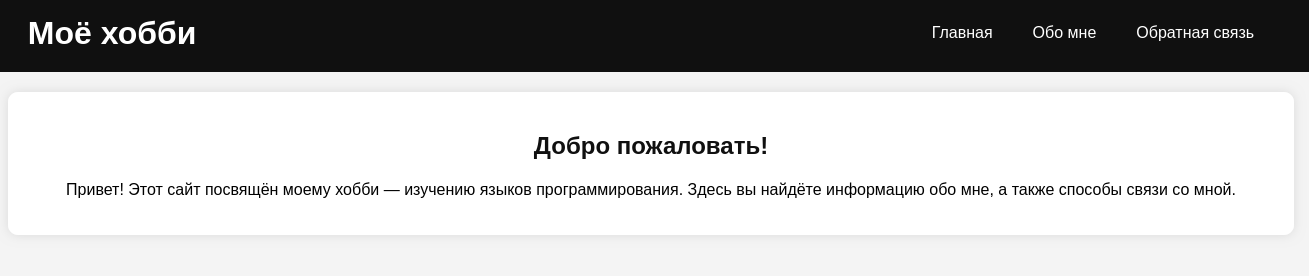 Моё хобби
Главная Обо мне Обратная связь
Добро пожаловать!
Привет! Этот сайт посвящён моему хобби — изучению языков программирования. Здесь вы найдёте информацию обо мне, а также способы связи со мной.